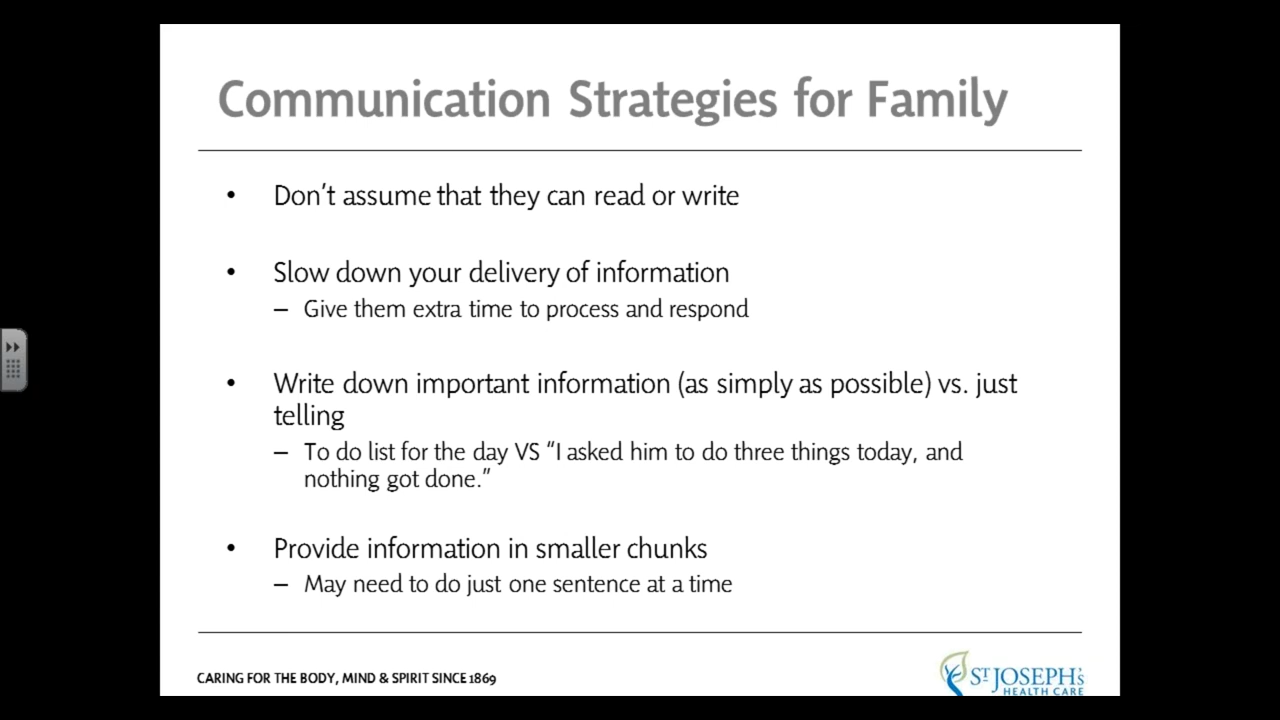 Communication Strategies for Family
• Don't assume that they can read or write
• Slow down your delivery of information
– Give them extra time to process and respond
• Write down important information (as simply as possible) vs. just
telling
– To do list for the day VS “I asked him to do three things today, and
nothing got done.”
• Provide information in smaller chunks
– May need to do just one sentence at a time
CARING FOR THE BODY, MIND & SPIRIT SINCE 1869
ST JOSEPH's
HEALTH CARE